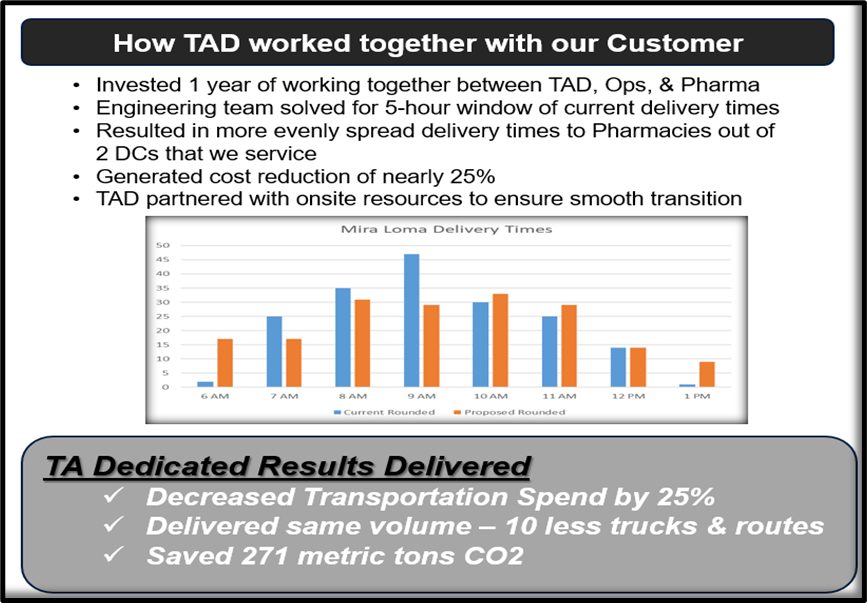 How TAD worked together with our Customer
• Invested 1 year of working together between TAD, Ops, & Pharma
• Engineering team solved for 5-hour window of current delivery times
• Resulted in more evenly spread delivery times to Pharmacies out of
2 DCs that we service
• Generated cost reduction of nearly 25%
• TAD partnered with onsite resources to ensure smooth transition
Mira Loma Delivery Times
50
45
40
35
30
25
20
15
10
5
0
6 AM 7 AM 8 AM 9 AM 10 AM 11 AM 12 PM 1 PM
Current Rounded Proposed Rounded
TA Dedicated Results Delivered
✓ Decreased Transportation Spend by 25%
✓ Delivered same volume – 10 less trucks & routes
✓ Saved 271 metric tons CO2